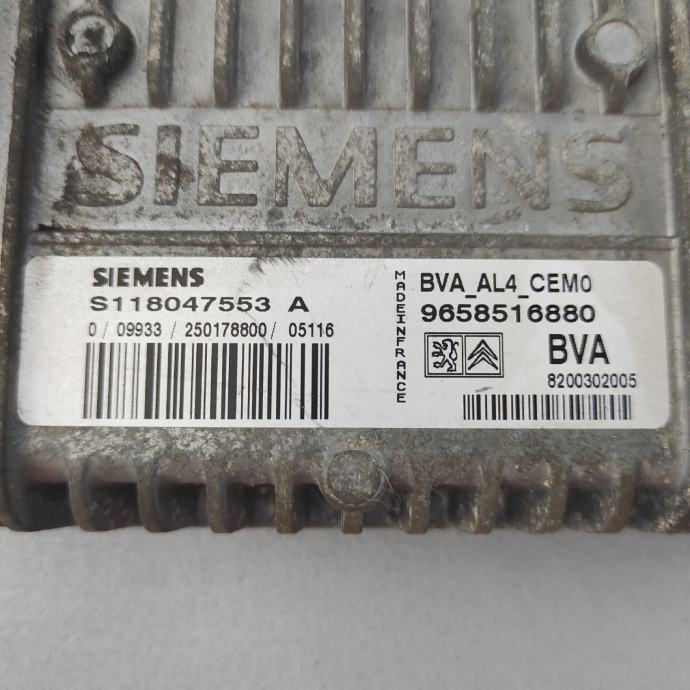 SIEMENS
SIEMENS
S118047553 A
0 / 09933 / 250178800 / 05116
MADEINFRANCE
BVA_AL4_CEM0
9658516880
BVA
8200302005